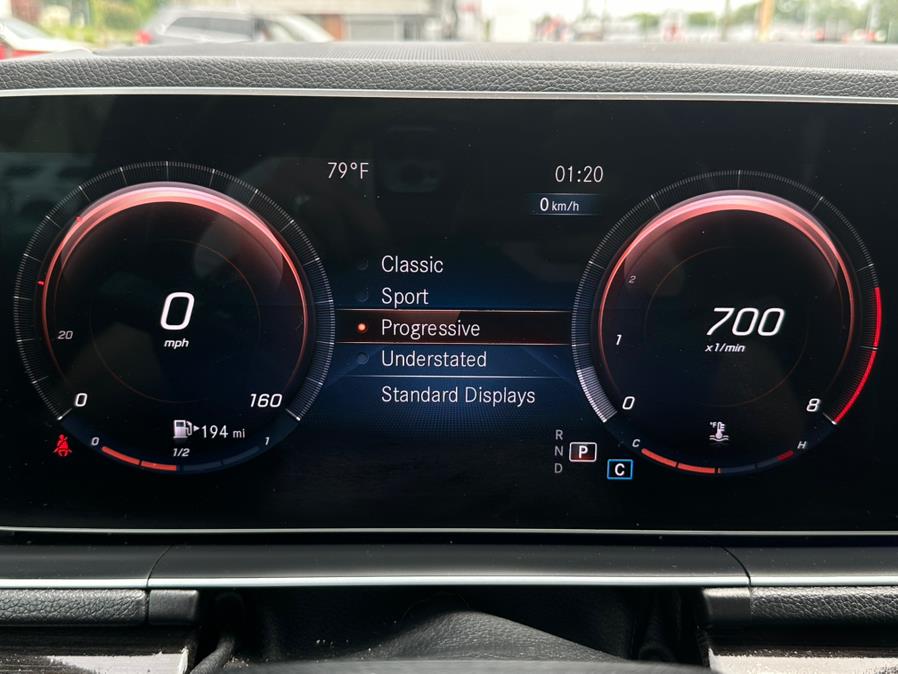 79°F
01:20
0 km/h
Classic
Sport
Progressive
Understated
Standard Displays
0
mph
20
0
160
194 mi
0
1/2
1
2
1
700
x1/min
0
8
°F
C
H
R
N
P
D
C